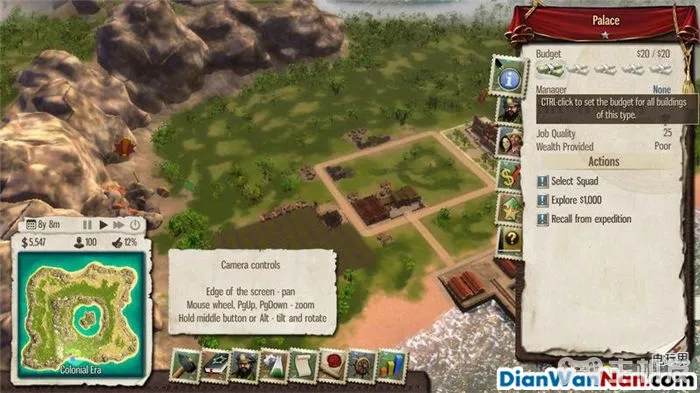 Palace
Budget $20 / $20
Manager None
CTRL-click to set the budget for all buildings
of this type.
Job Quality 25
Wealth Provided Poor
Actions
Select Squad
Explore $1,000
Recall from expedition
8y 8m
$ 5,547 100 12%
Colonial Era
Camera controls
Edge of the screen - pan
Mouse wheel, PgUp, PgDown - zoom
Hold middle button or Alt - tilt and rotate
DianWanNan.com